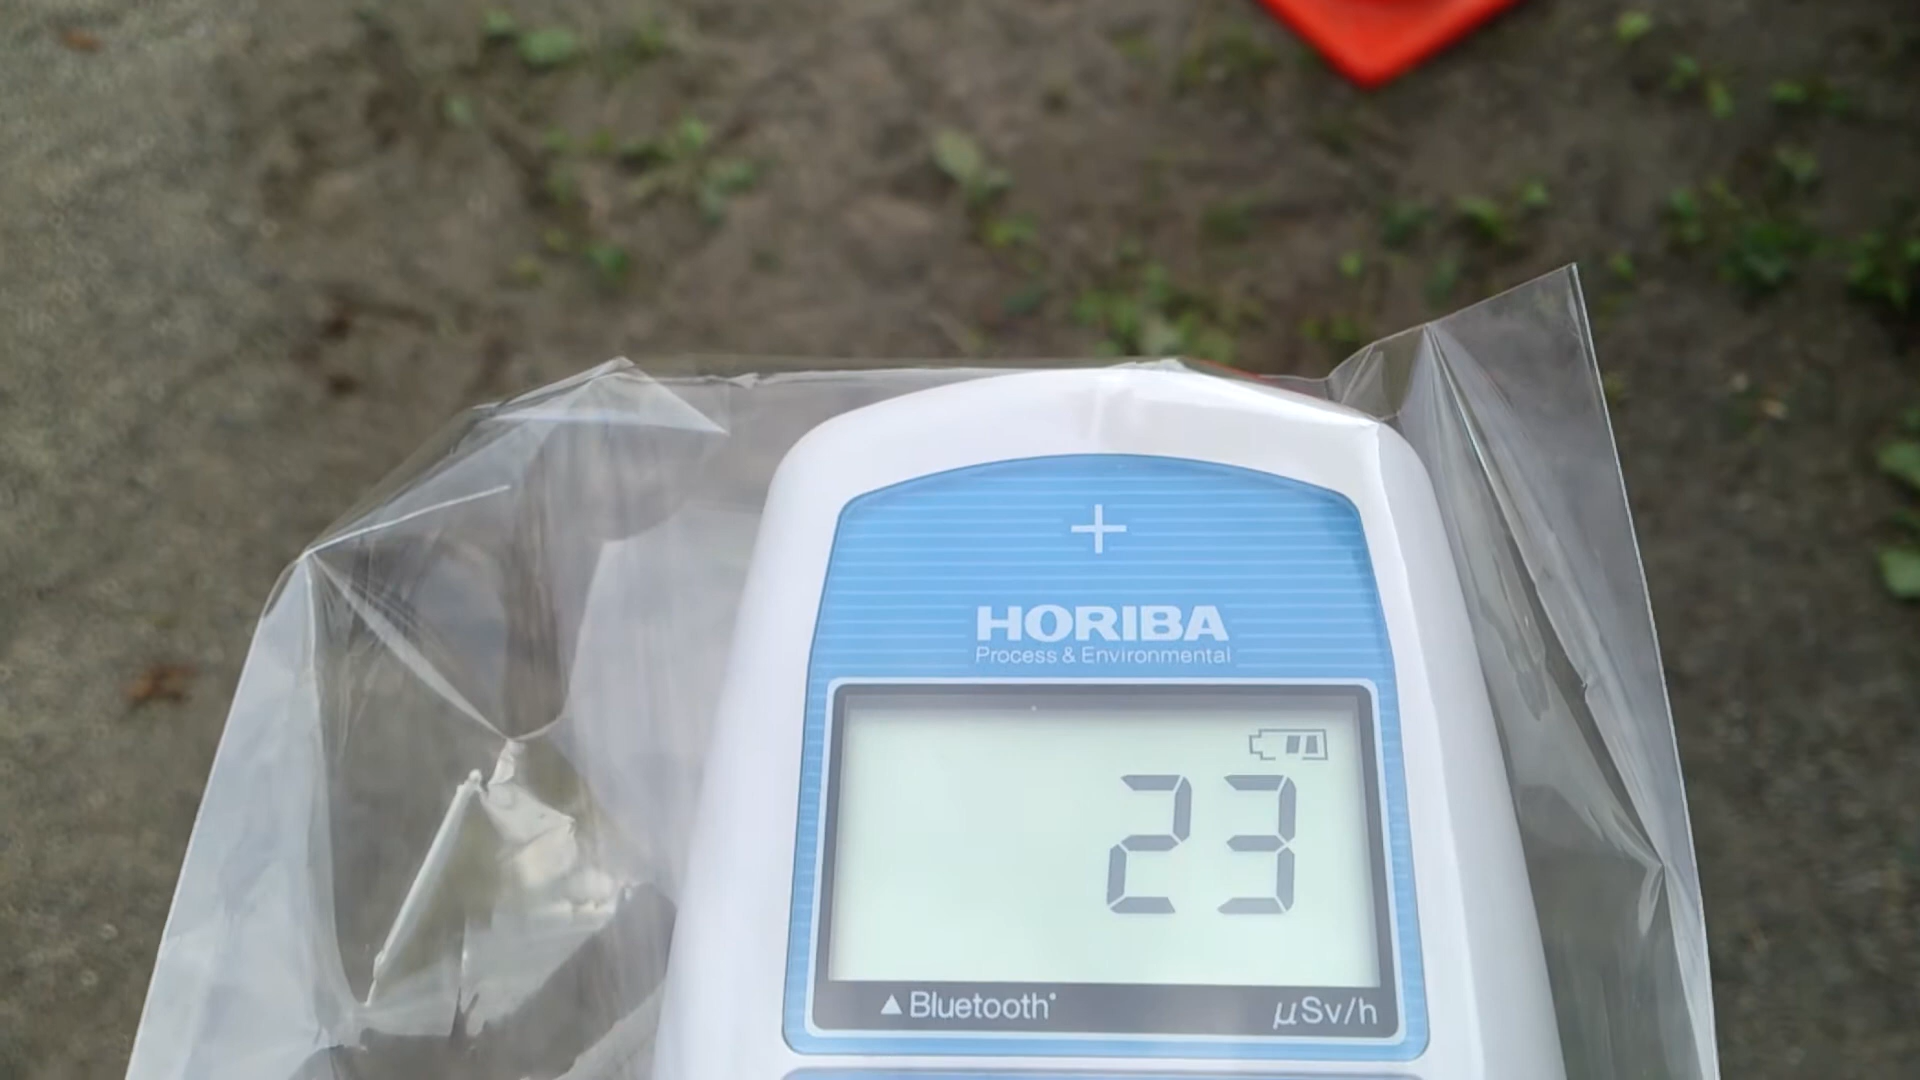 +
HORIBA
Process & Environmental
23
▲Bluetooth®
μSv/h